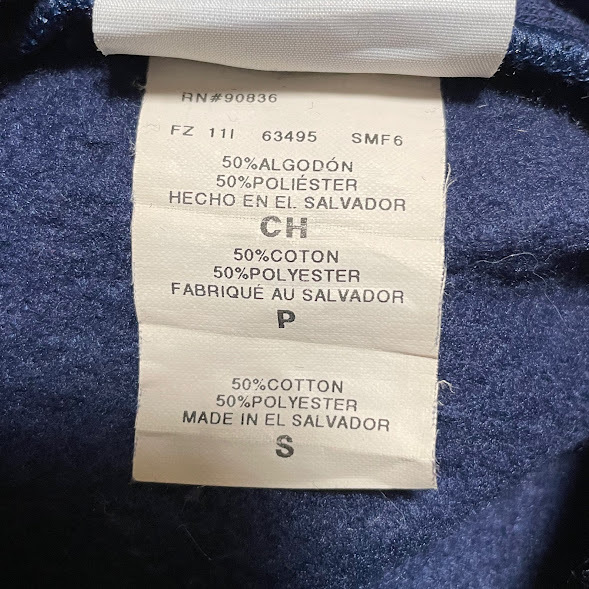 RN#90836
FZ 11I 63495 SMF6
50%ALGODÓN
50%POLIÉSTER
HECHO EN EL SALVADOR
CH
50%COTON
50%POLYESTER
FABRIQUÉ AU SALVADOR
P
50%COTTON
50%POLYESTER
MADE IN EL SALVADOR
S